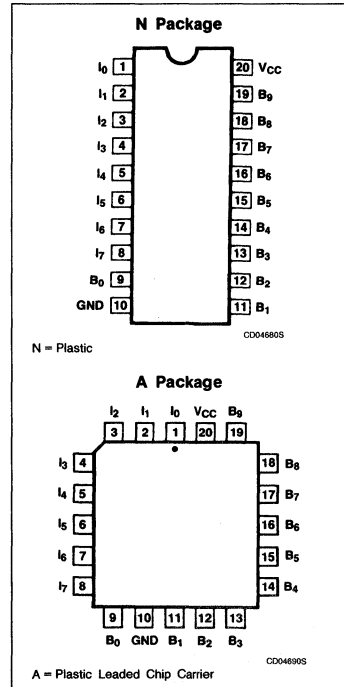 N Package
I0 1 20 VCC
I1 2 19 B9
I2 3 18 B8
I3 4 17 B7
I4 5 16 B6
I5 6 15 B5
I6 7 14 B4
I7 8 13 B3
B0 9 12 B2
GND 10 11 B1
CD04680S
N = Plastic
A Package
I2 I1 I0 VCC B9
3 2 1 20 19
I3 4 18 B8
I4 5 17 B7
I5 6 16 B6
I6 7 15 B5
I7 8 14 B4
9 10 11 12 13
B0 GND B1 B2 B3
CD04690S
A = Plastic Leaded Chip Carrier